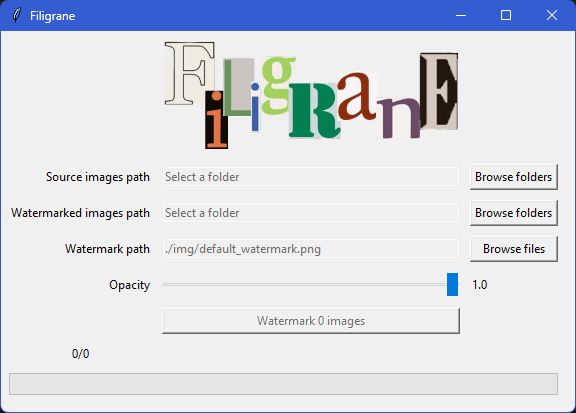 Filigrane
FiligRanE
Source images path Select a folder Browse folders
Watermarked images path Select a folder Browse folders
Watermark path ./img/default_watermark.png Browse files
Opacity 1.0
Watermark 0 images
0/0